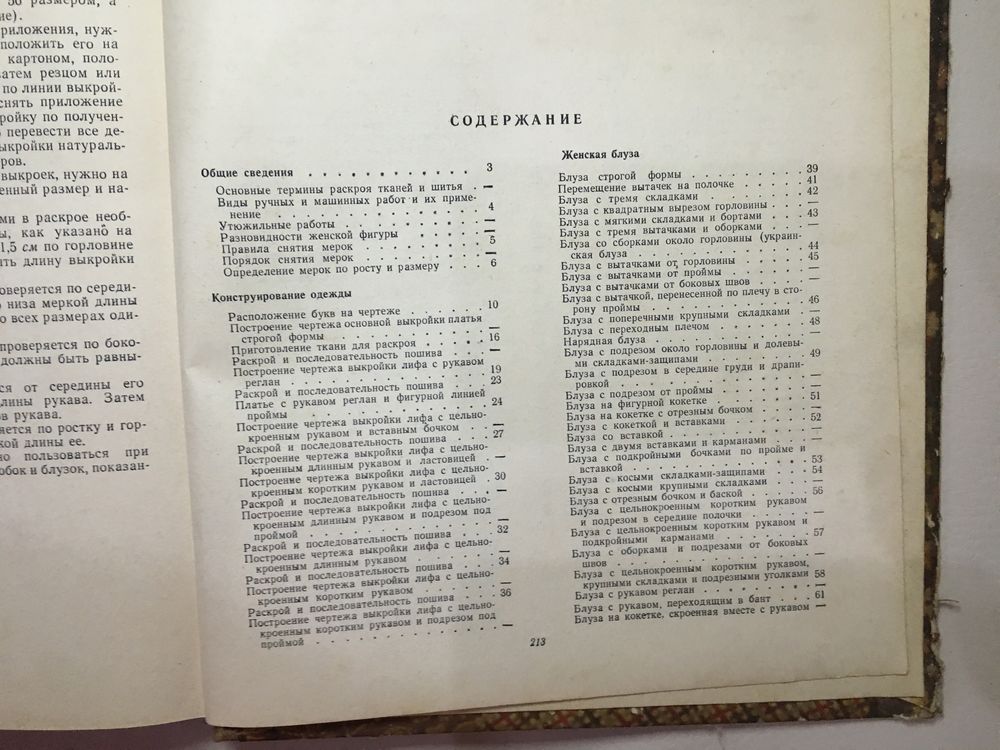 50 размером, а
ие).
риложения, нуж-
положить его на
картоном, поло-
затем резцом или
по линии выкрой-
снять приложение
ройку по получен-
перевести все де-
ыкройки натураль-
ров.
выкроек, нужно на
енный размер и на-
ми в раскрое необ-
ы, как указано на
1,5 см по горловине
ить длину выкройки
оверяется по середи-
низа меркой длины
о всех размерах оди-
проверяется по боко-
должны быть равны-
ся от середины его
длины рукава. Затем
ов рукава.
яется по ростку и гор-
кой длины ее.
но пользоваться при
обок и блузок, показан-
СОДЕРЖАНИЕ
Общие сведения . . . . . . . . . . . 3
Основные термины раскроя тканей и шитья . —
Виды ручных и машинных работ и их приме-
нение . . . . . . . . . . 4
Утюжильные работы . . . . . . . . —
Разновидности женской фигуры . . . . . —
Правила снятия мерок . . . . . . . 5
Порядок снятия мерок . . . . . . . —
Определение мерок по росту и размеру . . . . 6
Конструирование одежды
Расположение букв на чертеже . . . . . 10
Построение чертежа основной выкройки платья
строгой формы . . . . . . . . —
Приготовление ткани для раскроя . . . . 16
Раскрой и последовательность пошива . . . —
Построение чертежа выкройки лифа с рукавом
реглан . . . . . . . . . . 19
Раскрой и последовательность пошива . . . 23
Платье с рукавом реглан и фигурной линией
проймы . . . . . . . . . . 24
Построение чертежа выкройки лифа с цельно-
кроенным рукавом и вставным бочком . . . —
Раскрой и последовательность пошива . . . 27
Построение чертежа выкройки лифа с цельно-
кроенным длинным рукавом и ластовицей . —
Построение чертежа выкройки лифа с цельно-
кроенным коротким рукавом и ластовицей . 30
Раскрой и последовательность пошива . . . —
Построение чертежа выкройки лифа с цельно-
кроенным длинным рукавом и подрезом под
проймой . . . . . . . . . . —
Раскрой и последовательность пошива . . . 32
Построение чертежа выкройки лифа с цельно-
кроенным длинным рукавом . . . . . —
Раскрой и последовательность пошива . . . 34
Построение чертежа выкройки лифа с цельно-
кроенным коротким рукавом . . . . . —
Раскрой и последовательность пошива . . . 36
Построение чертежа выкройки лифа с цельно-
кроенным коротким рукавом и подрезом под
проймой . . . . . . . . . . —
Женская блуза
Блуза строгой формы . . . . . . . . 39
Перемещение вытачек на полочке . . . . . 41
Блуза с тремя складками . . . . . . . 42
Блуза с квадратным вырезом горловины . . . —
Блуза с мягкими складками и бортами . . . 43
Блуза с тремя вытачками и оборками . . . —
Блуза со сборками около горловины (украин-
ская блуза . . . . . . . . . 44
Блуза с вытачками от горловины . . . . . 45
Блуза с вытачками от проймы . . . . . —
Блуза с вытачками от боковых швов . . . . —
Блуза с вытачкой, перенесенной по плечу в сто-
рону проймы . . . . . . . . 46
Блуза с поперечными крупными складками . . —
Блуза с переходным плечом . . . . . . 48
Нарядная блуза . . . . . . . . . —
Блуза с подрезом около горловины и долевы-
ми складками-защипами . . . . . . 49
Блуза с подрезом в середине груди и драпи-
ровкой . . . . . . . . . . —
Блуза с подрезом от проймы . . . . . . —
Блуза на фигурной кокетке . . . . . . 51
Блуза на кокетке с отрезным бочком . . . . —
Блуза с кокеткой и вставками . . . . . 52
Блуза со вставкой . . . . . . . . —
Блуза с двумя вставками и карманами . . . —
Блуза с подкройными бочками по пройме и
вставкой . . . . . . . . . 53
Блуза с косыми складками-защипами . . . . 54
Блуза с косыми крупными складками . . . . —
Блуза с отрезным бочком и баской . . . . 56
Блуза с цельнокроенным коротким рукавом
и подрезом в середине полочки . . . . —
Блуза с цельнокроенным коротким рукавом и
подкройными карманами . . . . . . 57
Блуза с оборками и подрезами от боковых
швов . . . . . . . . . . —
Блуза с цельнокроенным коротким рукавом,
крупными складками и подрезными уголками 58
Блуза с рукавом реглан . . . . . . . —
Блуза с рукавом, переходящим в бант . . . 61
Блуза на кокетке, скроенная вместе с рукавом —
213